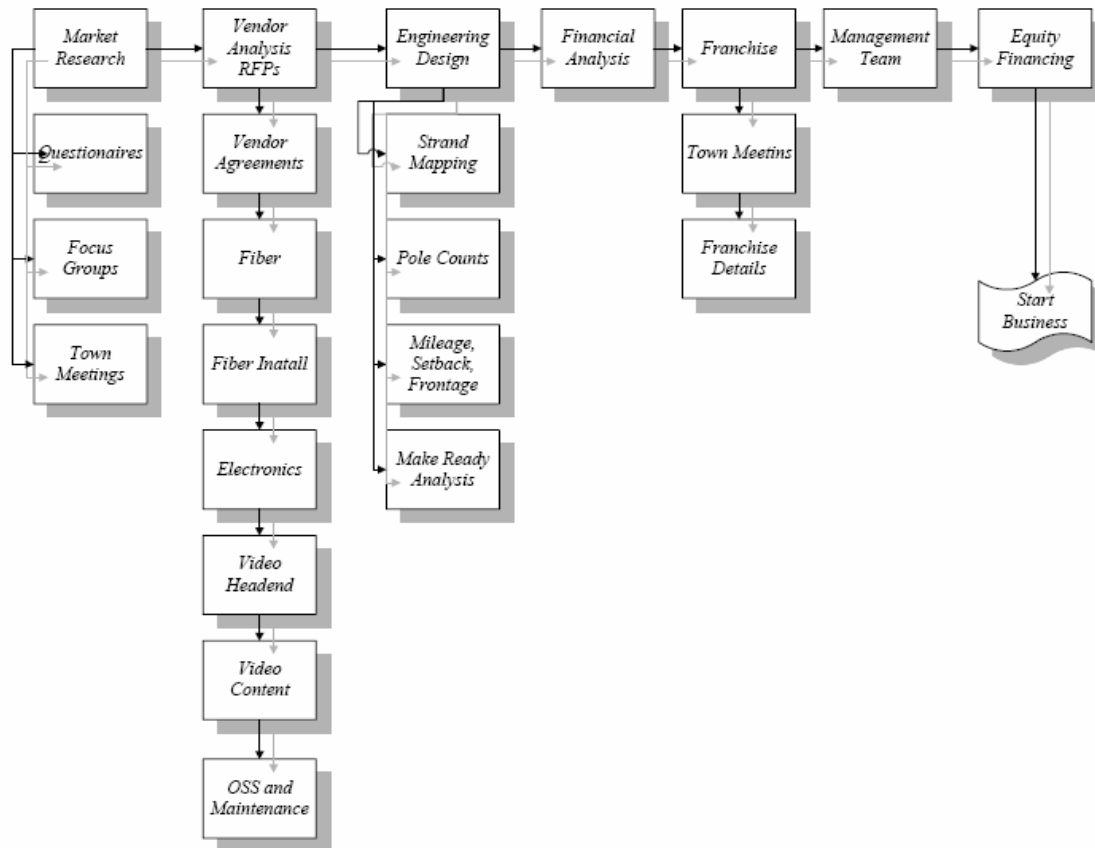 Market
Research
Vendor
Analysis
RFPs
Engineering
Design
Financial
Analysis
Franchise
Management
Team
Equity
Financing
Questionaires
Vendor
Agreements
Strand
Mapping
Town Meetins
Focus
Groups
Fiber
Pole Counts
Franchise
Details
Start
Business
Town
Meetings
Fiber Inatall
Mileage,
Setback,
Frontage
Electronics
Make Ready
Analysis
Video
Headend
Video
Content
OSS and
Maintenance